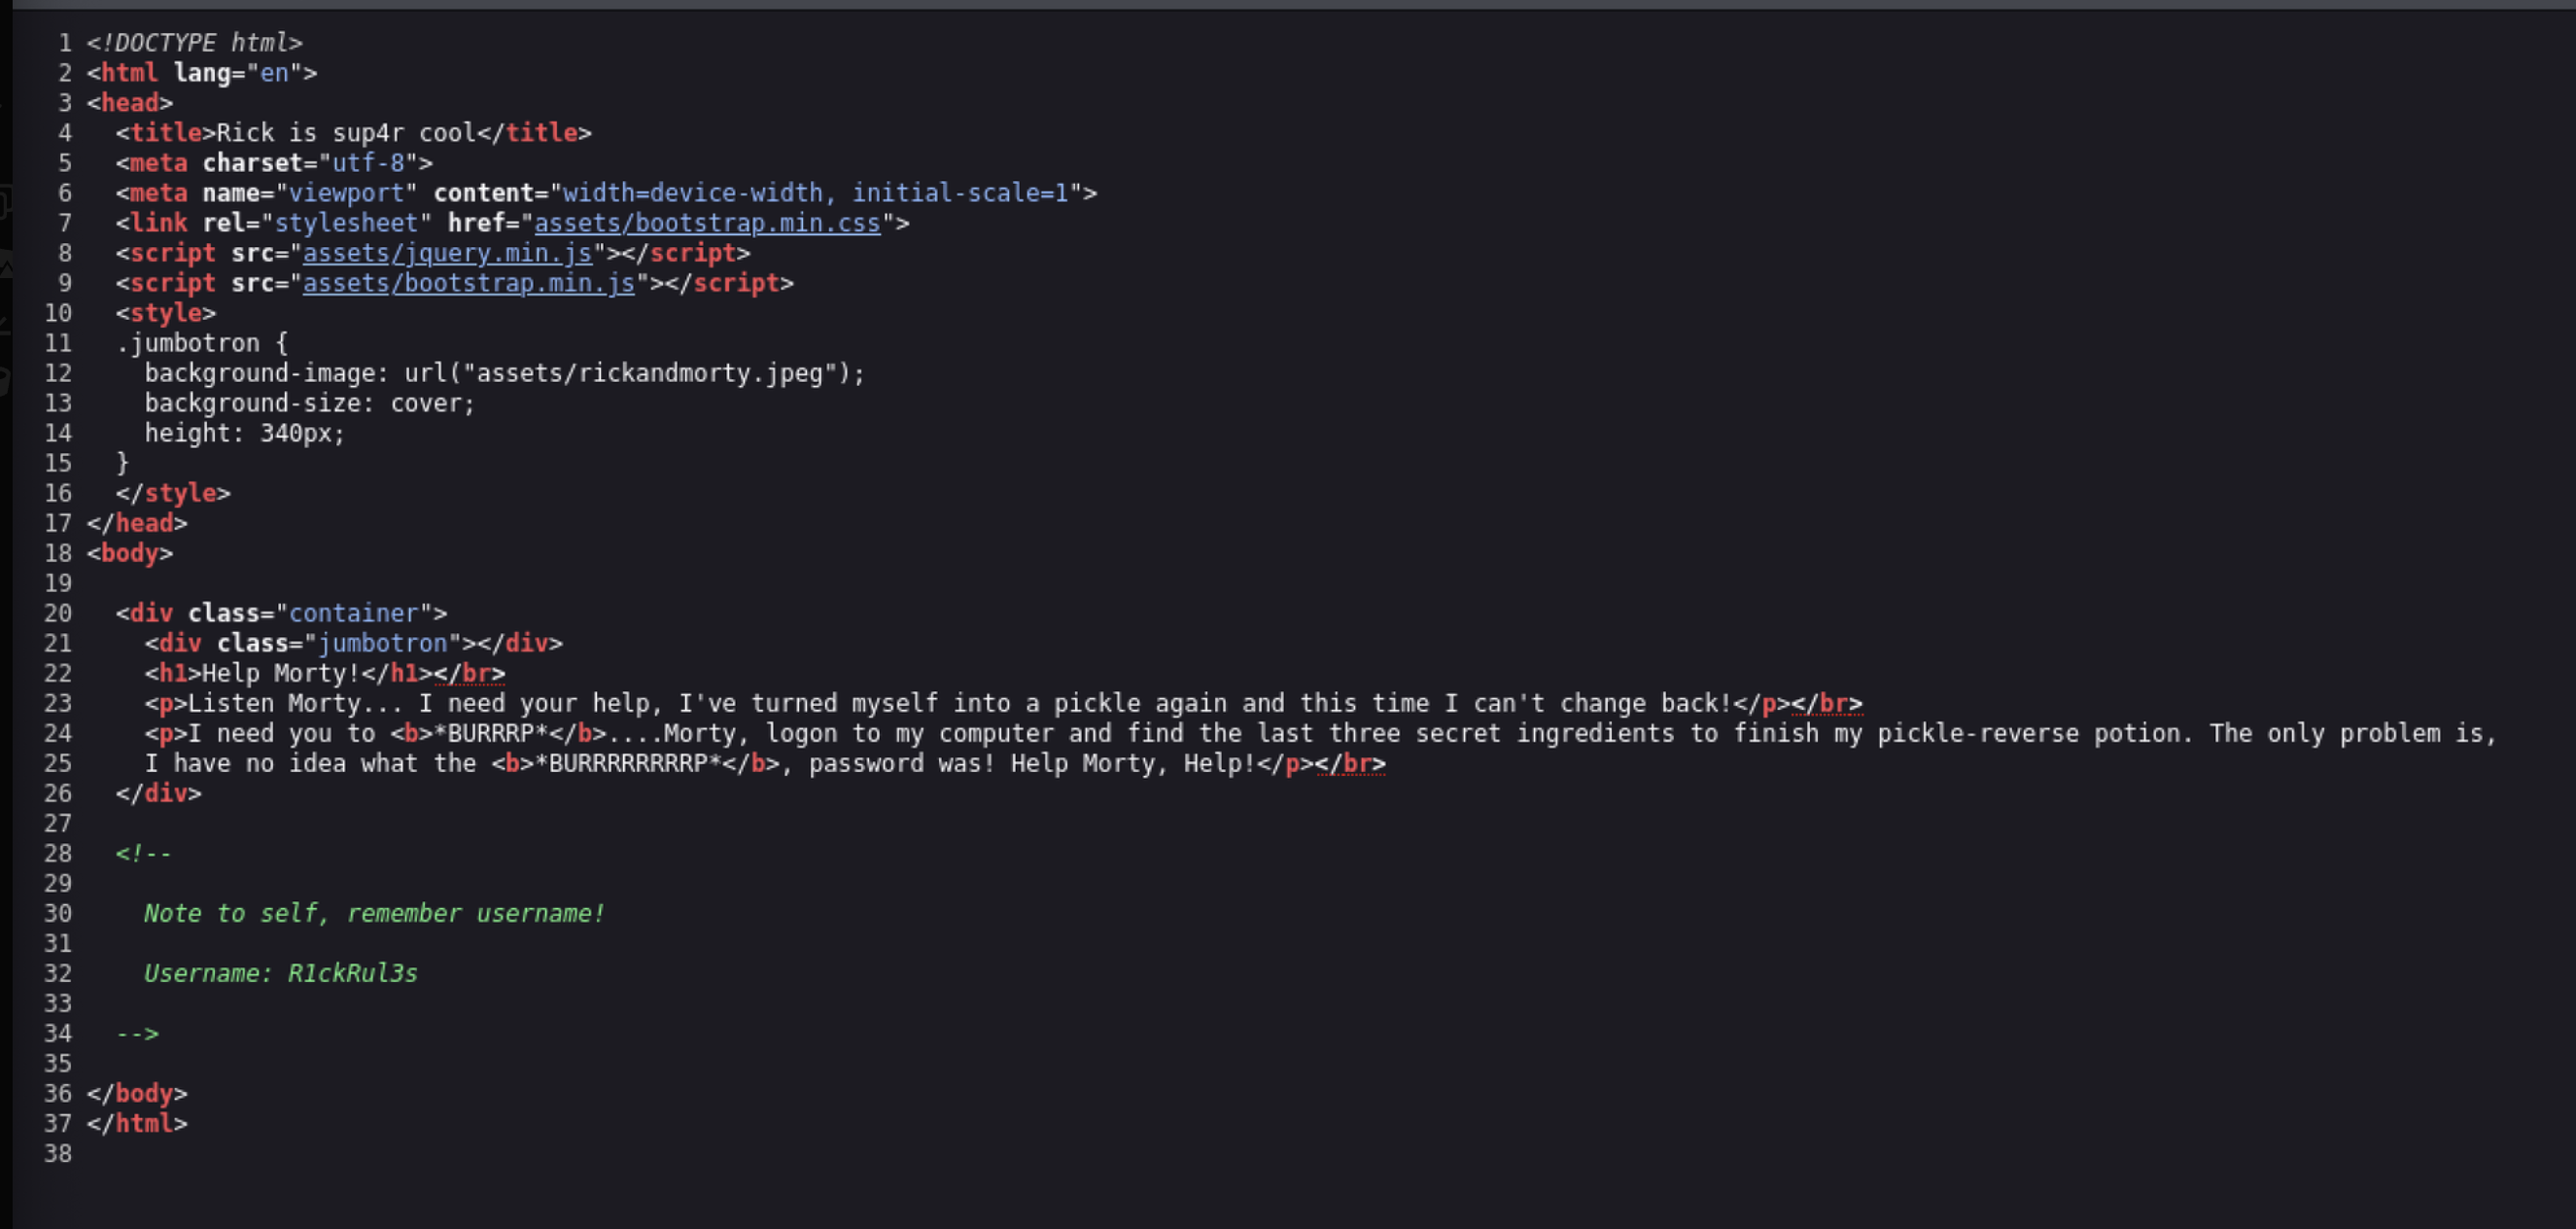 1 <!DOCTYPE html>
2 <html lang="en">
3 <head>
4   <title>Rick is sup4r cool</title>
5   <meta charset="utf-8">
6   <meta name="viewport" content="width=device-width, initial-scale=1">
7   <link rel="stylesheet" href="assets/bootstrap.min.css">
8   <script src="assets/jquery.min.js"></script>
9   <script src="assets/bootstrap.min.js"></script>
10   <style>
11   .jumbotron {
12     background-image: url("assets/rickandmorty.jpeg");
13     background-size: cover;
14     height: 340px;
15   }
16   </style>
17 </head>
18 <body>
19
20   <div class="container">
21     <div class="jumbotron"></div>
22     <h1>Help Morty!</h1></br>
23     <p>Listen Morty... I need your help, I've turned myself into a pickle again and this time I can't change back!</p></br>
24     <p>I need you to <b>*BURRRP*</b>....Morty, logon to my computer and find the last three secret ingredients to finish my pickle-reverse potion. The only problem is,
25     I have no idea what the <b>*BURRRRRRRRP*</b>, password was! Help Morty, Help!</p></br>
26   </div>
27
28   <!--
29
30     Note to self, remember username!
31
32     Username: R1ckRul3s
33
34   -->
35
36 </body>
37 </html>
38